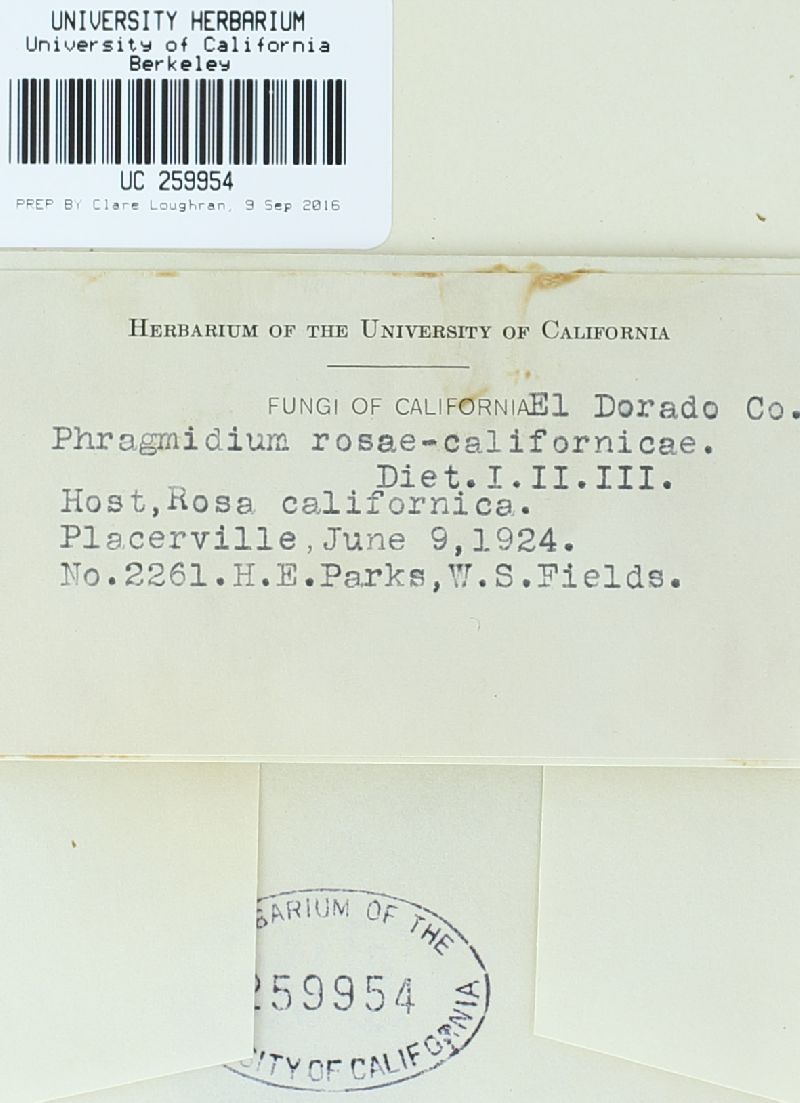 UNIVERSITY HERBARIUM
University of California
Berkeley
UC 259954
PREP BY Clare Loughran, 9 Sep 2016
HERBARIUM OF THE UNIVERSITY OF CALIFORNIA
FUNGI OF CALIFORNIA El Dorado Co.
Phragmidium rosae-californicae.
Diet.I.II.III.
Host,Rosa californica.
Placerville,June 9,1924.
No.2261.H.E.Parks,W.S.Fields.
BARIUM OF THE
259954
SITY OF CALIFORNIA